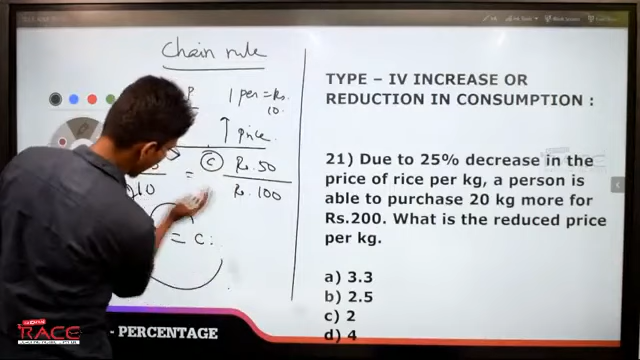 Chain rule
1 per = Rs.
10.
↑ price
= C Rs. 50
10 Rs. 100
= C:
TYPE – IV INCREASE OR
REDUCTION IN CONSUMPTION :
21) Due to 25% decrease in the
price of rice per kg, a person is
able to purchase 20 kg more for
Rs.200. What is the reduced price
per kg.
a) 3.3
b) 2.5
c) 2
d) 4
RACE
- PERCENTAGE